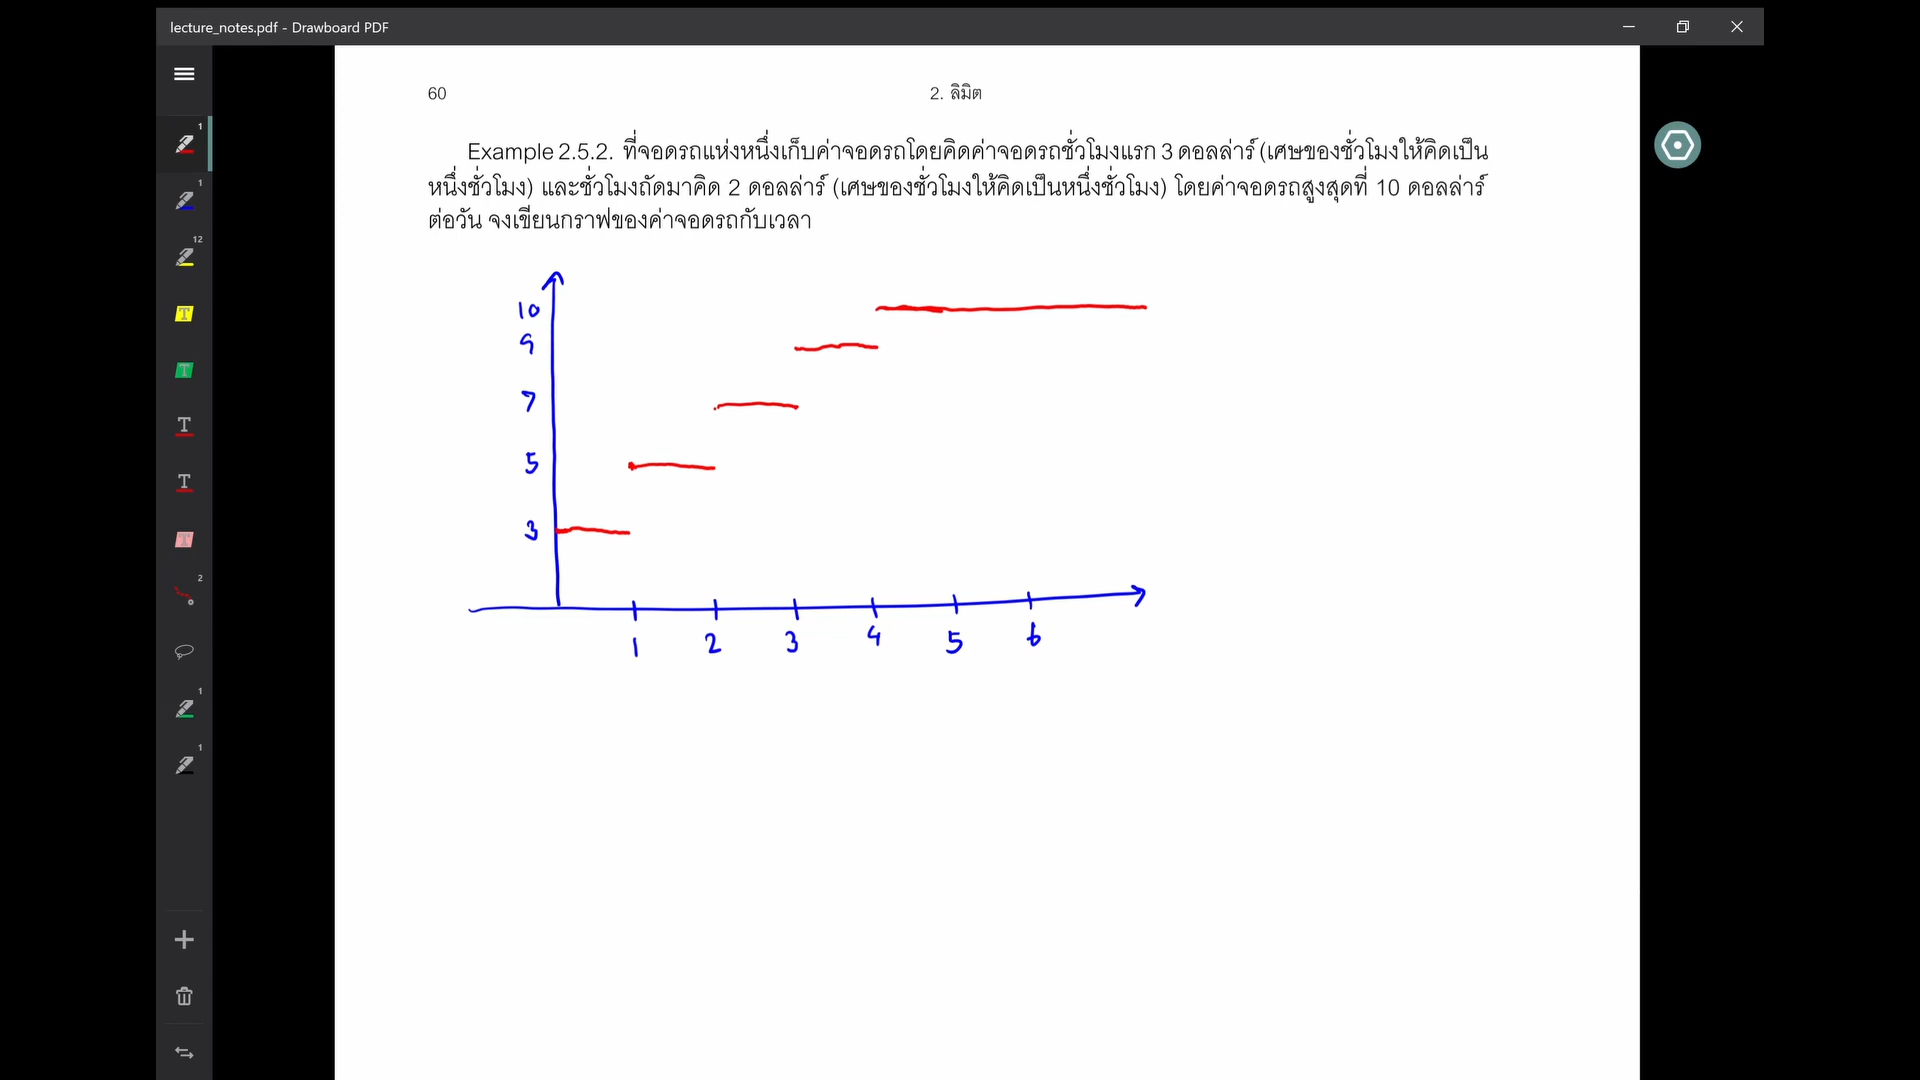 lecture_notes.pdf - Drawboard PDF
60 2. ลิมิต
Example 2.5.2. ที่จอดรถแห่งหนึ่งเก็บค่าจอดรถโดยคิดค่าจอดรถชั่วโมงแรก 3 ดอลล่าร์ (เศษของชั่วโมงให้คิดเป็น
หนึ่งชั่วโมง) และชั่วโมงถัดมาคิด 2 ดอลล่าร์ (เศษของชั่วโมงให้คิดเป็นหนึ่งชั่วโมง) โดยค่าจอดรถสูงสุดที่ 10 ดอลล่าร์
ต่อวัน จงเขียนกราฟของค่าจอดรถกับเวลา
10
9
7
5
3
1 2 3 4 5 6
1
1
12
T
T
T
T
T
2
1
1